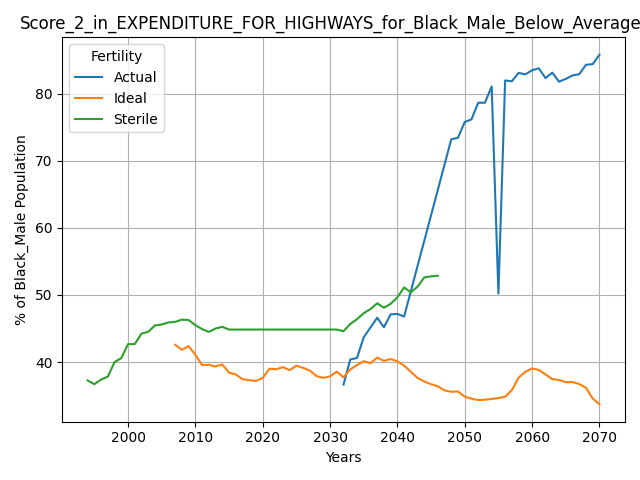 Score_2_in_EXPENDITURE_FOR_HIGHWAYS_for_Black_Male_Below_Average
Fertility
Actual
Ideal
Sterile
% of Black_Male Population
80
70
60
50
40
2000 2010 2020 2030 2040 2050 2060 2070
Years